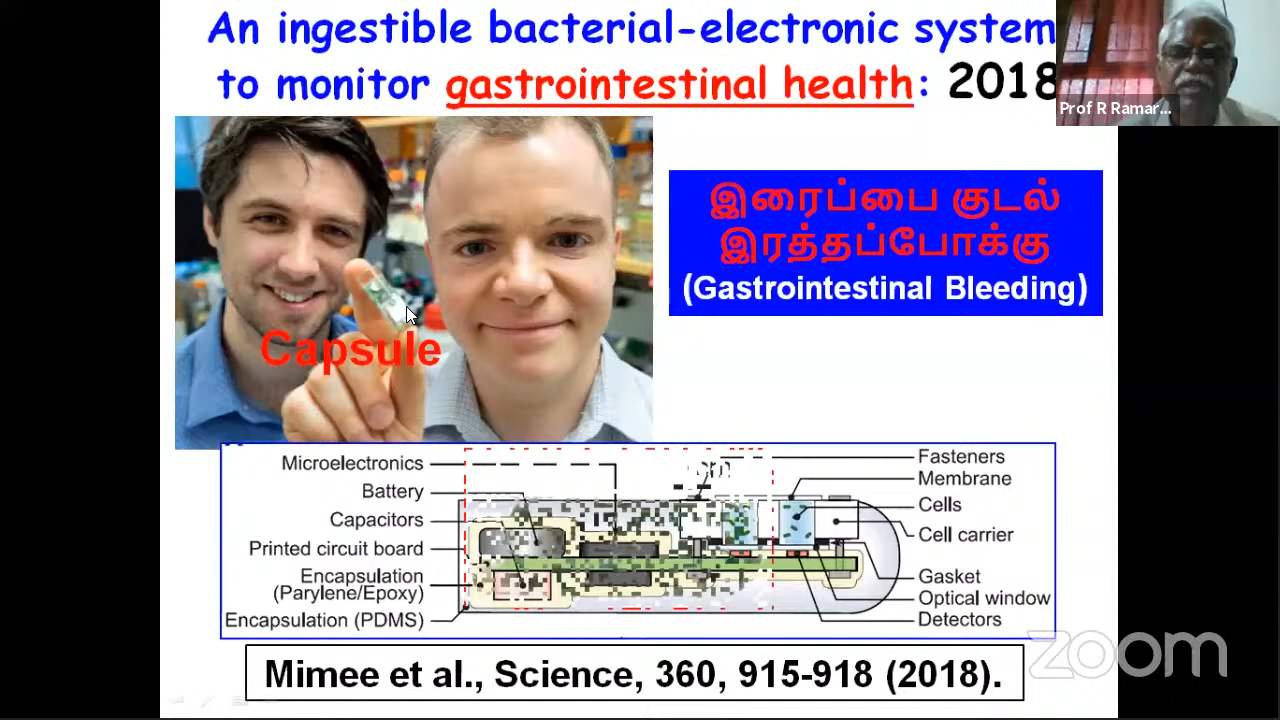 An ingestible bacterial-electronic system
to monitor gastrointestinal health: 2018
Prof R Ramar...
இரைப்பை குடல்
இரத்தப்போக்கு
(Gastrointestinal Bleeding)
Capsule
Microelectronics
Battery
Capacitors
Printed circuit board
Encapsulation
(Parylene/Epoxy)
Encapsulation (PDMS)
Fasteners
Membrane
Cells
Cell carrier
Gasket
Optical window
Detectors
zoom
Mimee et al., Science, 360, 915-918 (2018).